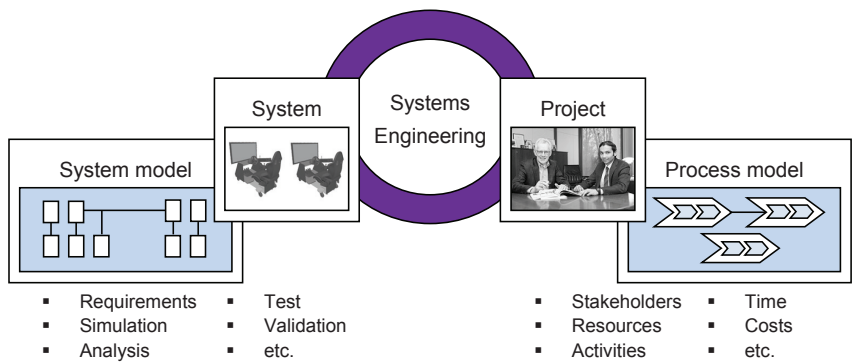 Systems
Engineering
System
Project
System model
Process model
▪ Requirements
▪ Simulation
▪ Analysis
▪ Test
▪ Validation
▪ etc.
▪ Stakeholders
▪ Resources
▪ Activities
▪ Time
▪ Costs
▪ etc.